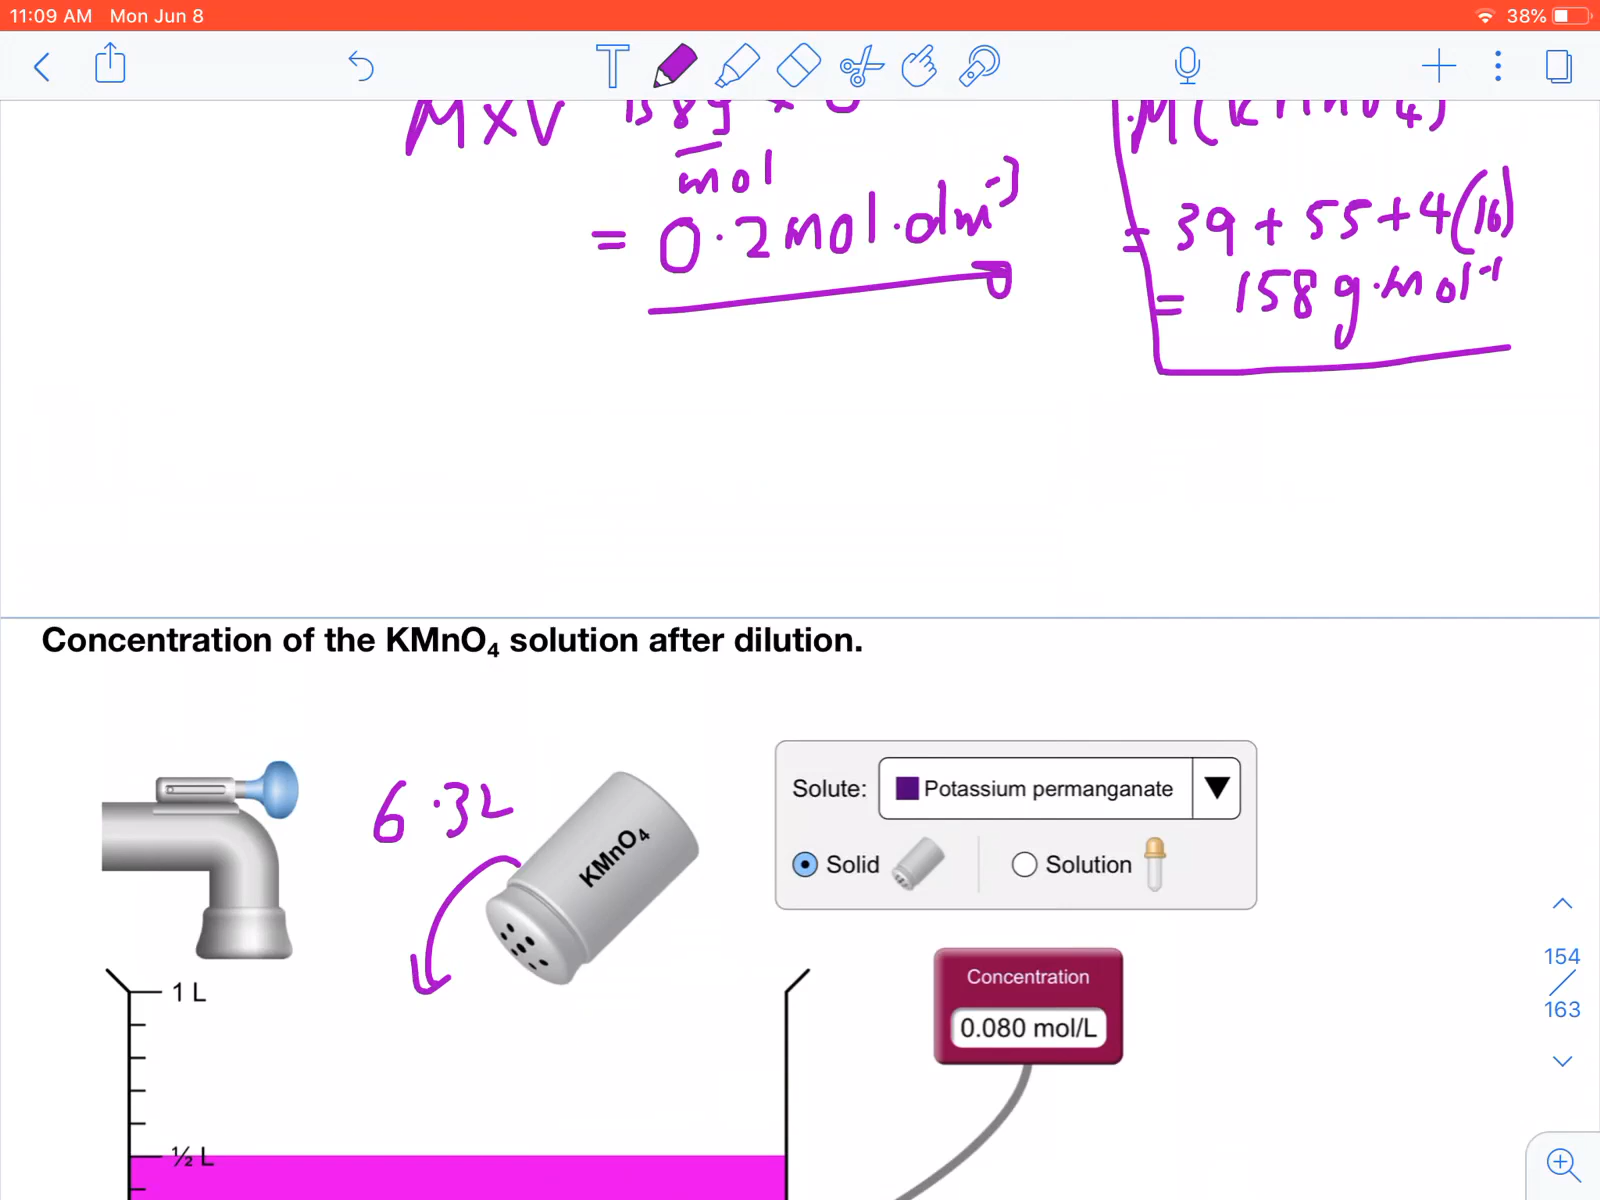 11:09 AM Mon Jun 8
38%
T
M×V 158g ×
mol
= 0.2 mol.dm⁻³
M(KMnO₄)
= 39 + 55 + 4(16)
= 158 g.mol⁻¹
Concentration of the KMnO₄ solution after dilution.
6.32
KMnO₄
Solute: Potassium permanganate
Solid Solution
Concentration
0.080 mol/L
1 L
½ L
154
163